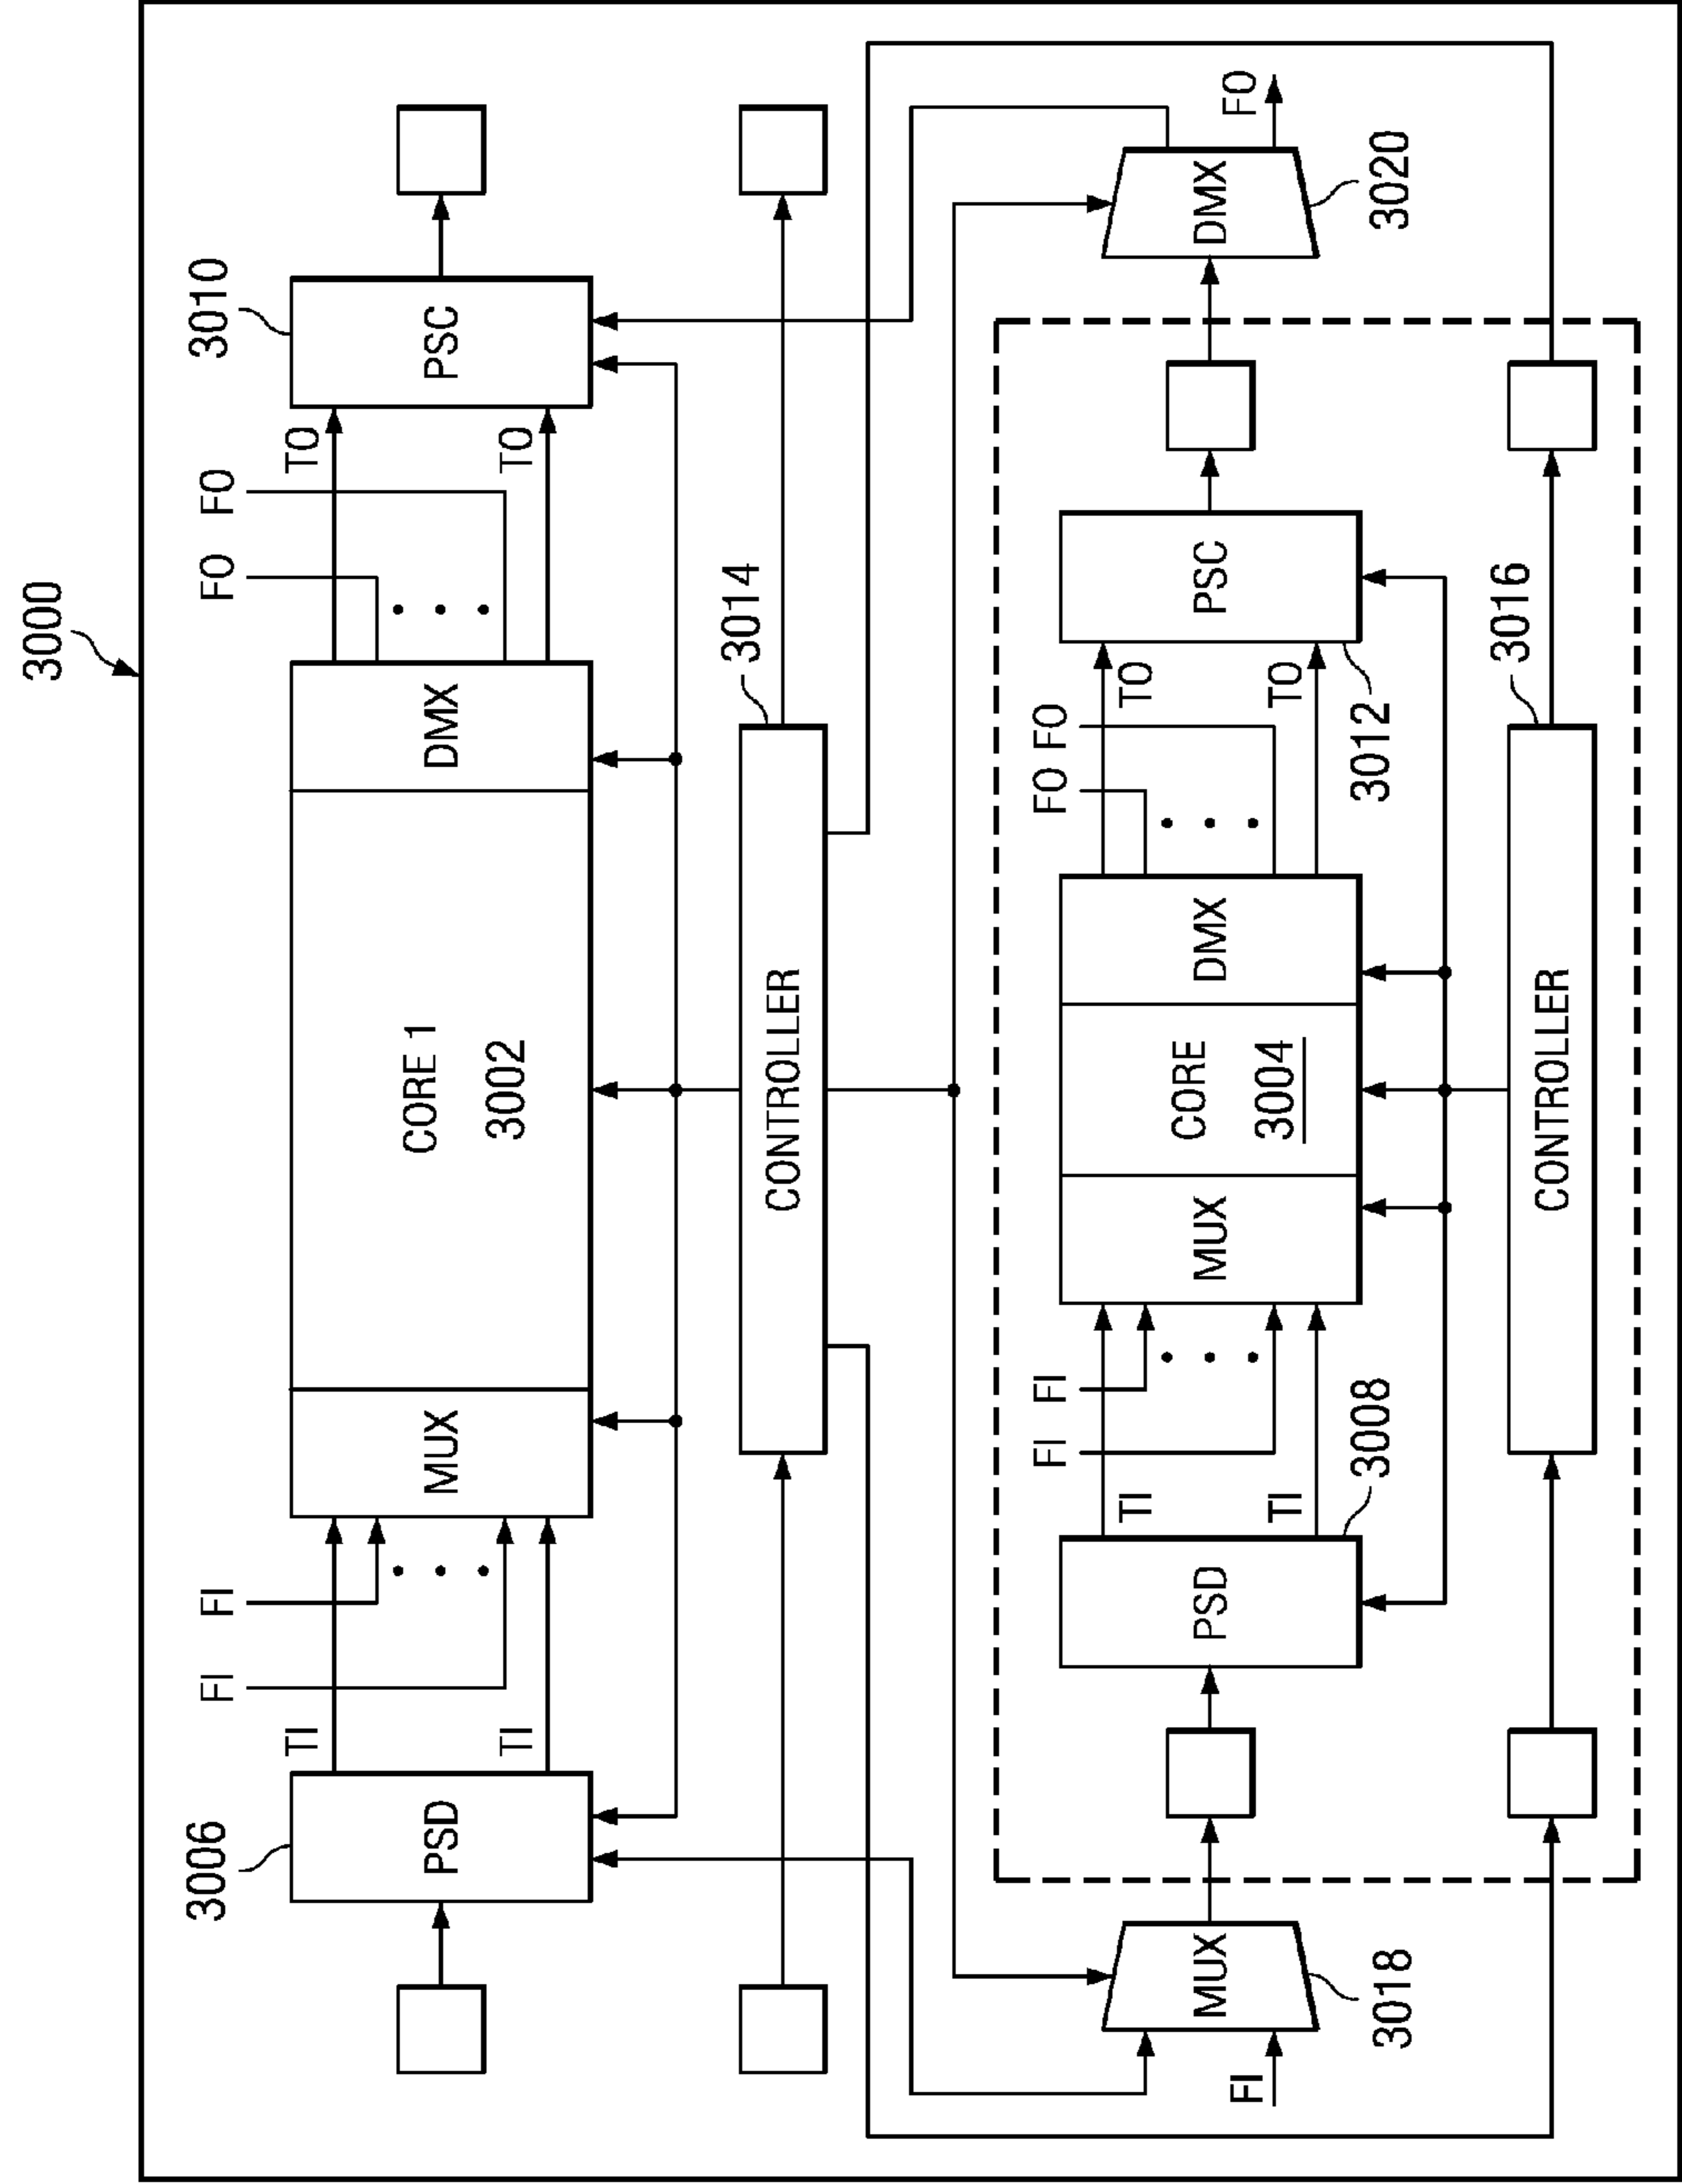 3000
3006
FI
FI
FO
FO
3010
TI
TO
PSD
MUX
CORE 1
3002
DMX
PSC
TI
TO
3014
CONTROLLER
FI
FI
FO
FO
TI
TO
MUX
PSD
MUX
CORE
3004
DMX
PSC
DMX
FO
FI
TI
TO
3018
3008
3012
3020
3016
CONTROLLER